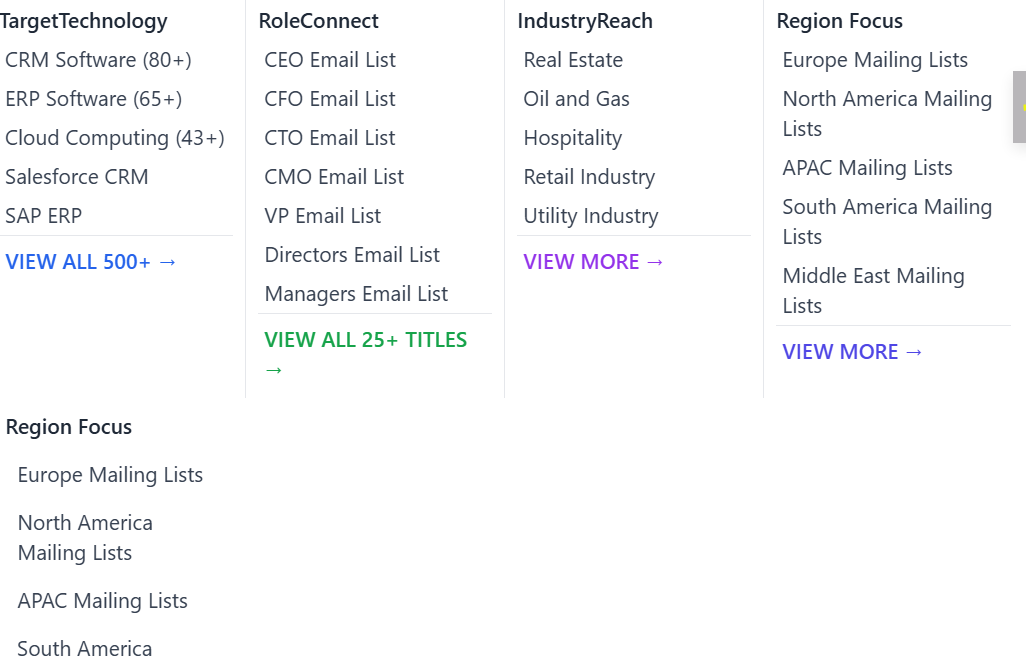 TargetTechnology
CRM Software (80+)
ERP Software (65+)
Cloud Computing (43+)
Salesforce CRM
SAP ERP
VIEW ALL 500+ →
RoleConnect
CEO Email List
CFO Email List
CTO Email List
CMO Email List
VP Email List
Directors Email List
Managers Email List
VIEW ALL 25+ TITLES
→
IndustryReach
Real Estate
Oil and Gas
Hospitality
Retail Industry
Utility Industry
VIEW MORE →
Region Focus
Europe Mailing Lists
North America Mailing
Lists
APAC Mailing Lists
South America Mailing
Lists
Middle East Mailing
Lists
VIEW MORE →
Region Focus
Europe Mailing Lists
North America
Mailing Lists
APAC Mailing Lists
South America